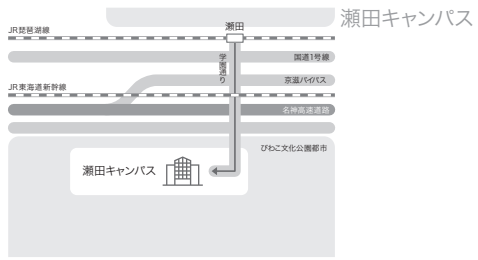 瀬田キャンパス
瀬田
JR琵琶湖線
学園通り
国道1号線
京滋バイパス
JR東海道新幹線
名神高速道路
びわこ文化公園都市
瀬田キャンパス